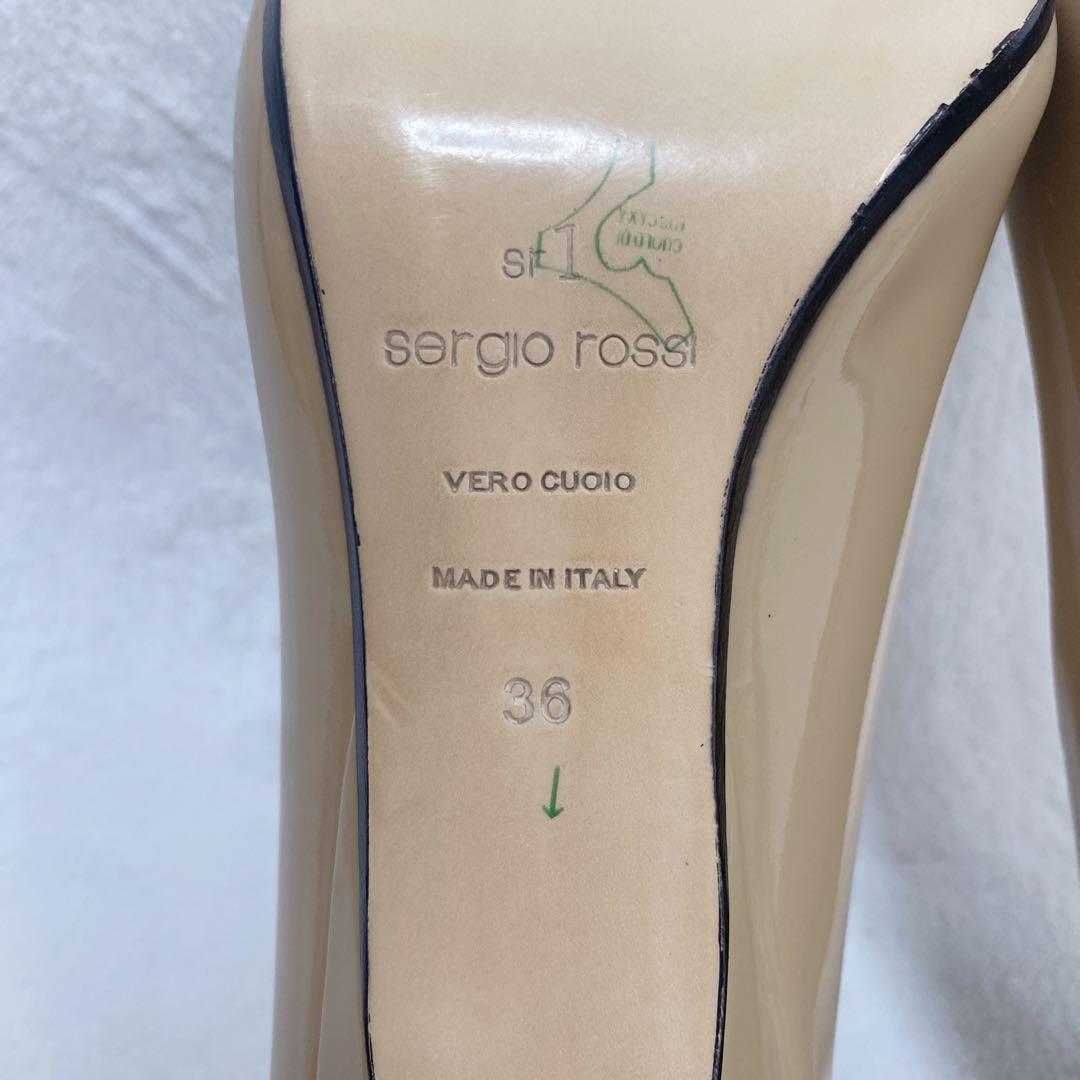 sr1
sergio rossi
VERO CUOIO
MADE IN ITALY
36